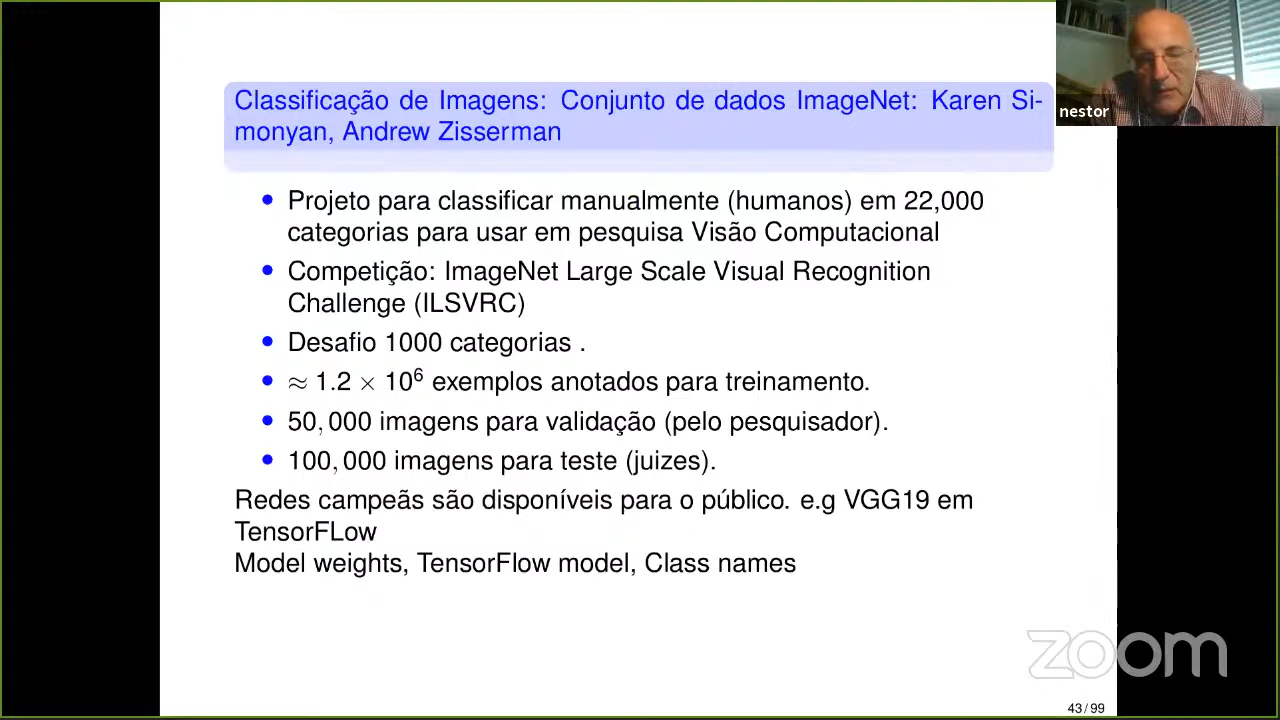 Classificação de Imagens: Conjunto de dados ImageNet: Karen Si-
monyan, Andrew Zisserman
nestor
• Projeto para classificar manualmente (humanos) em 22,000
categorias para usar em pesquisa Visão Computacional
• Competição: ImageNet Large Scale Visual Recognition
Challenge (ILSVRC)
• Desafio 1000 categorias .
• ≈ 1.2 × 10⁶ exemplos anotados para treinamento.
• 50,000 imagens para validação (pelo pesquisador).
• 100,000 imagens para teste (juizes).
Redes campeãs são disponíveis para o público. e.g VGG19 em
TensorFLow
Model weights, TensorFlow model, Class names
zoom
43/99